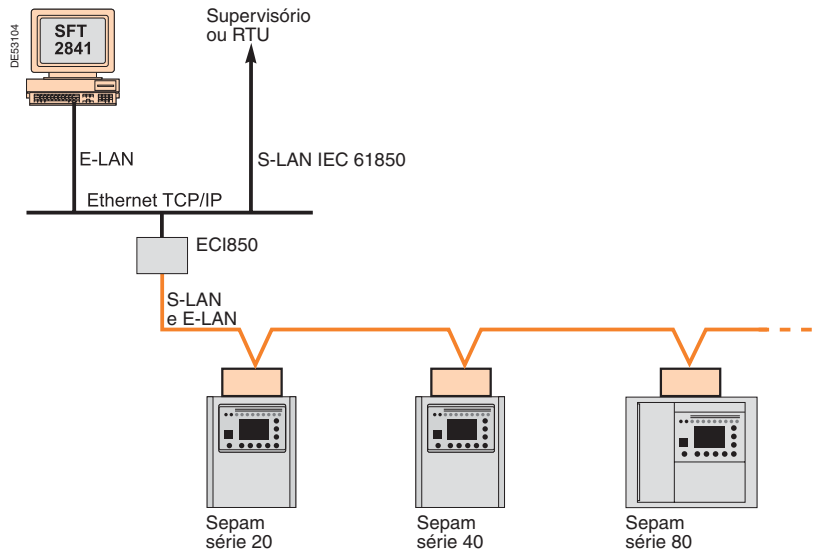 DE53104
SFT
2841
Supervisório
ou RTU
E-LAN
S-LAN IEC 61850
Ethernet TCP/IP
ECI850
S-LAN
e E-LAN
Sepam
série 20
Sepam
série 40
Sepam
série 80